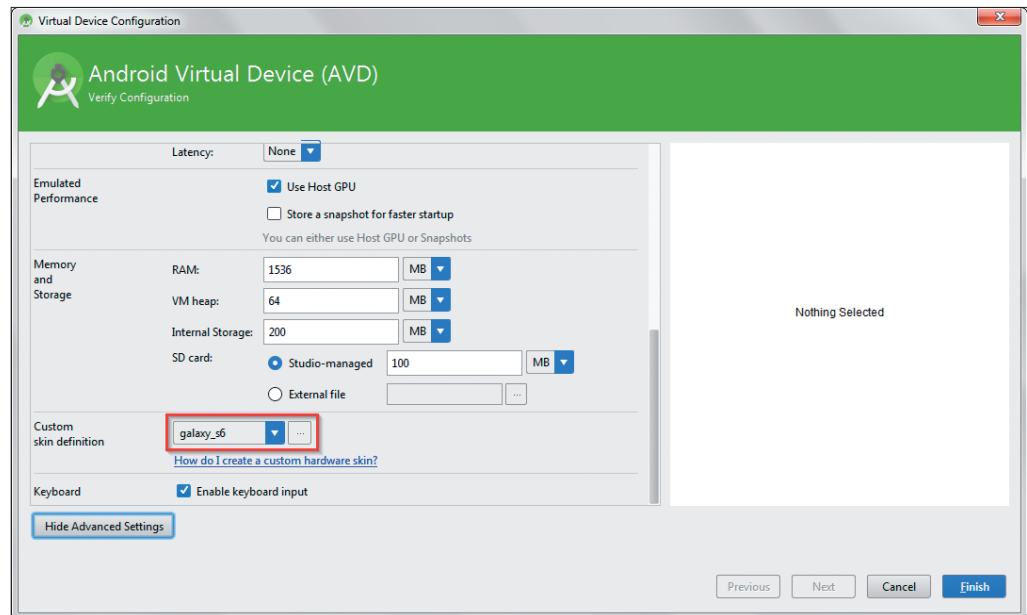 Virtual Device Configuration
x
Android Virtual Device (AVD)
Verify Configuration
Latency: None
Emulated
Performance
Use Host GPU
Store a snapshot for faster startup
You can either use Host GPU or Snapshots
Memory
and
Storage
RAM: 1536 MB
VM heap: 64 MB
Internal Storage: 200 MB
SD card: Studio-managed 100 MB
External file ...
Nothing Selected
Custom
skin definition
galaxy_s6 ...
How do I create a custom hardware skin?
Keyboard Enable keyboard input
Hide Advanced Settings
Previous Next Cancel Finish